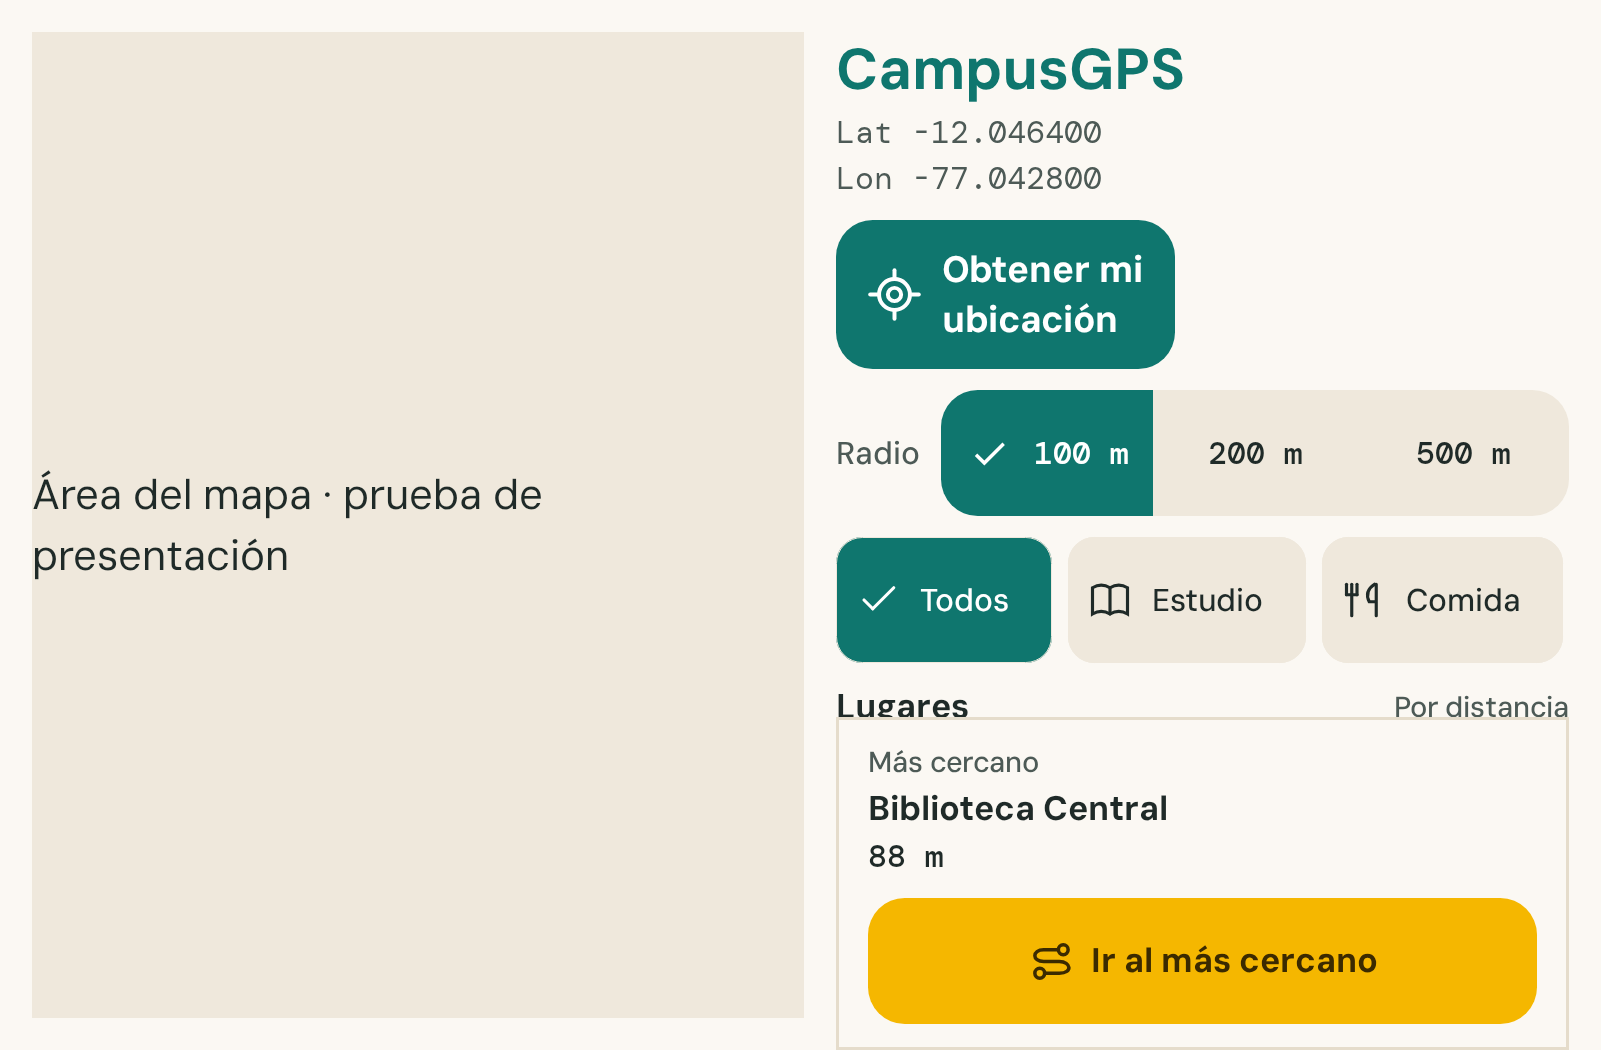 Área del mapa · prueba de
presentación
CampusGPS
Lat -12.046400
Lon -77.042800
Obtener mi
ubicación
Radio 100 m 200 m 500 m
Todos Estudio Comida
Lugares Por distancia
Más cercano
Biblioteca Central
88 m
Ir al más cercano